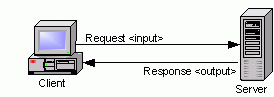 Request <input>
Response <output>
Client
Server